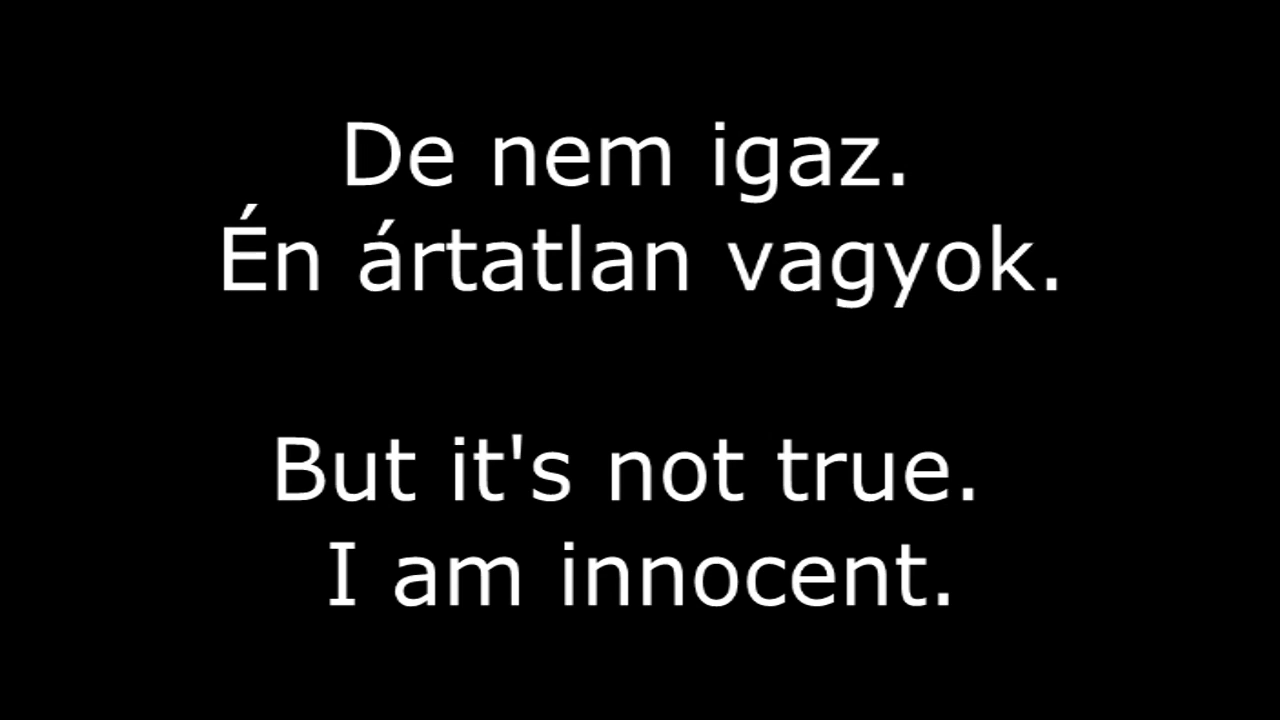 De nem igaz.
Én ártatlan vagyok.
But it's not true.
I am innocent.